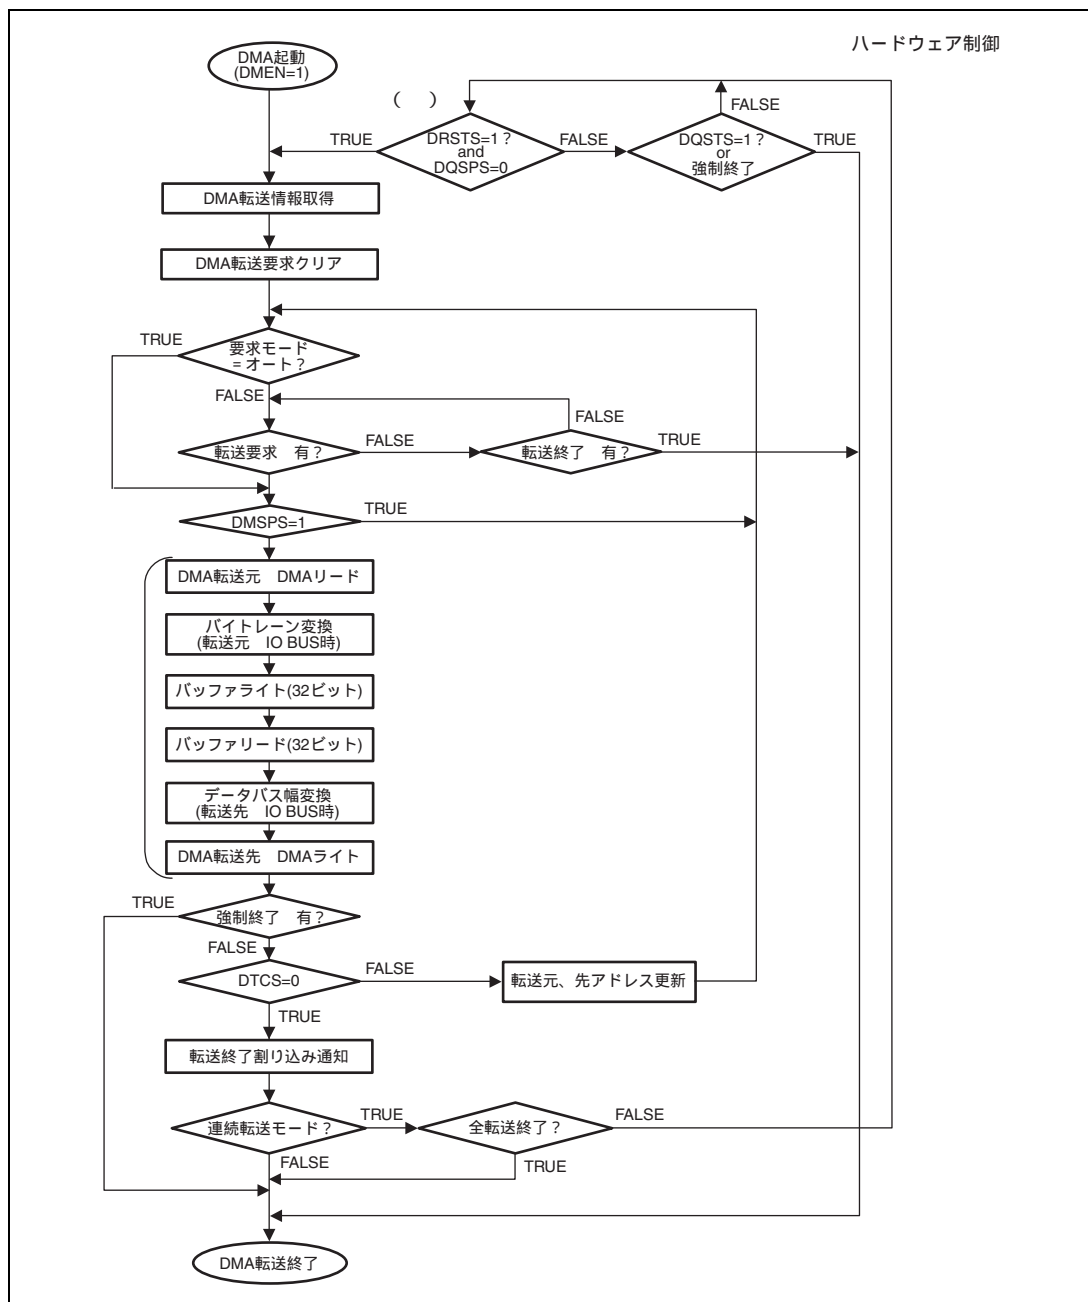 ハードウェア制御
DMA起動
(DMEN=1)
(　)
FALSE
TRUE
DRSTS=1？
and
DQSPS=0
FALSE
DQSTS=1？
or
強制終了
TRUE
DMA転送情報取得
DMA転送要求クリア
TRUE
要求モード
= オート？
FALSE
FALSE
転送要求　有？
FALSE
転送終了　有？
TRUE
DMSPS=1
TRUE
DMA転送元　DMAリード
バイトレーン変換
(転送元　IO BUS時)
バッファライト(32ビット)
バッファリード(32ビット)
データバス幅変換
(転送先　IO BUS時)
DMA転送先　DMAライト
TRUE
強制終了　有？
FALSE
DTCS=0
FALSE
転送元、先アドレス更新
TRUE
転送終了割り込み通知
連続転送モード？
TRUE
全転送終了？
FALSE
FALSE
TRUE
DMA転送終了